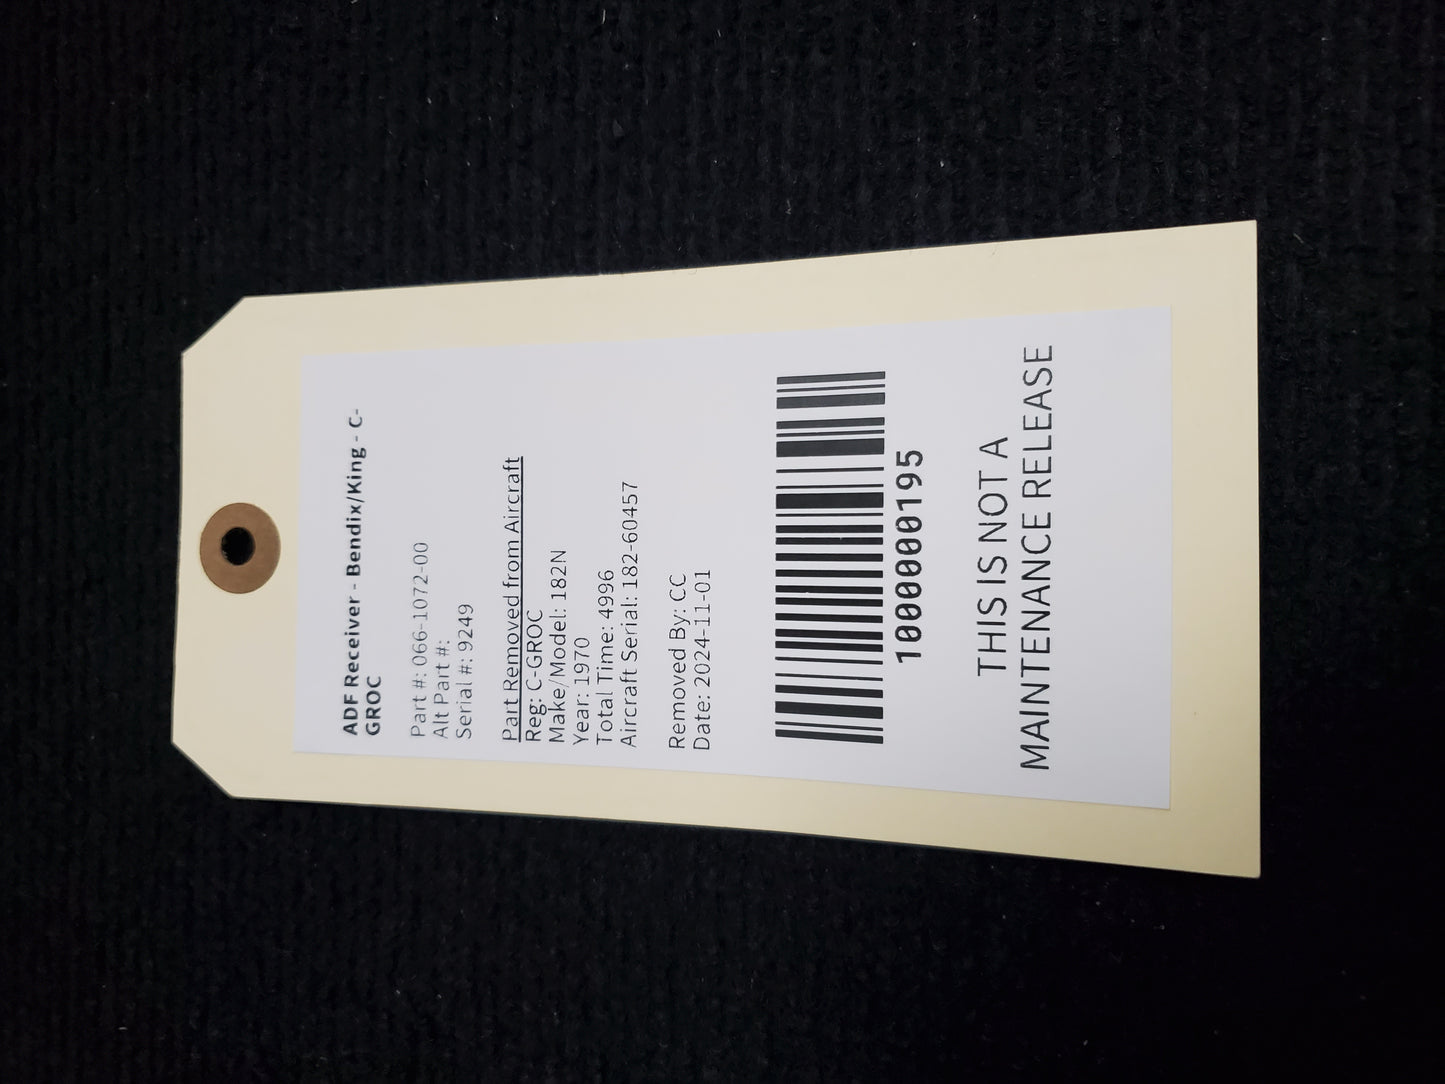 ADF Receiver - Bendix/King - C-
GROC
Part #: 066-1072-00
Alt Part #:
Serial #: 9249
Part Removed from Aircraft
Reg: C-GROC
Make/Model: 182N
Year: 1970
Total Time: 4996
Aircraft Serial: 182-60457
Removed By: CC
Date: 2024-11-01
1000000195
THIS IS NOT A
MAINTENANCE RELEASE